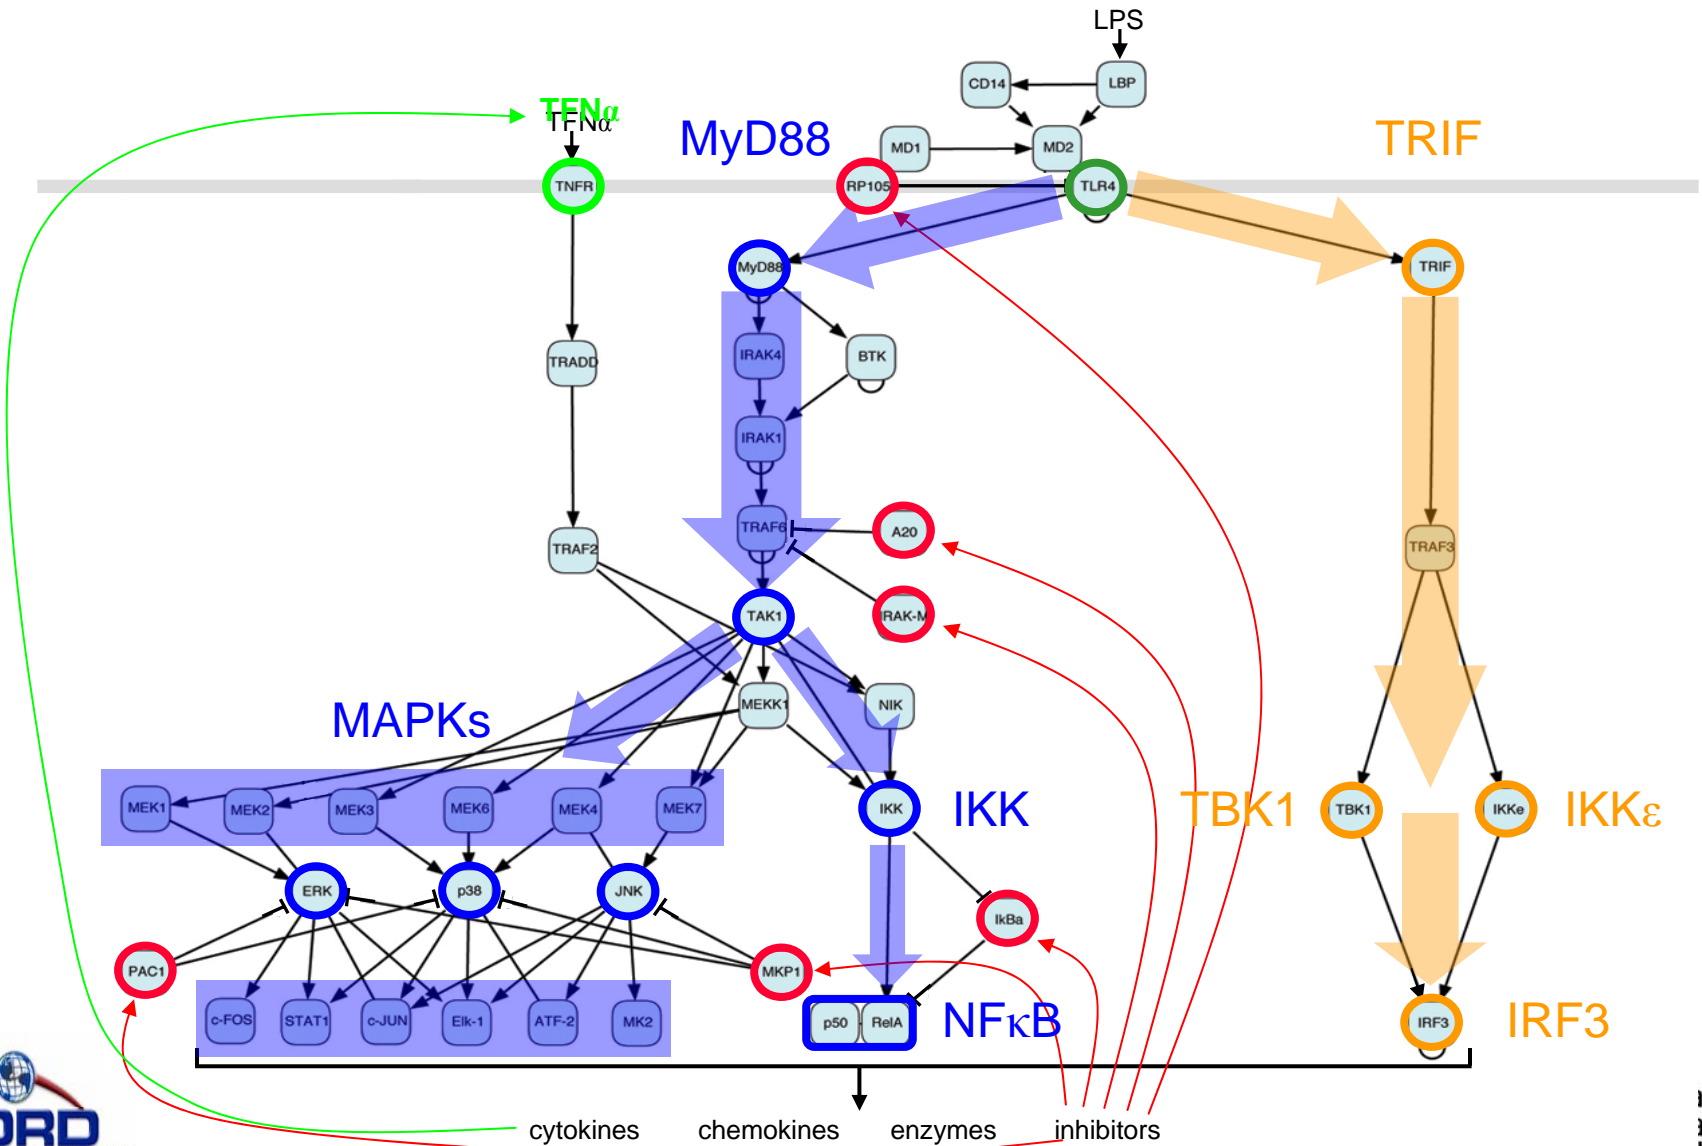 LPS
CD14
LBP
TFNα
TFNα
MyD88
TRIF
MD1
MD2
TNFR
RP105
TLR4
MyD88
TRIF
TRADD
IRAK4
BTK
IRAK1
TRAF2
TRAF6
A20
TRAF3
TAK1
IRAK-M
MAPKs
MEKK1
NIK
MEK1
MEK2
MEK3
MEK6
MEK4
MEK7
IKK
IKK
TBK1
TBK1
IKKe
IKKε
ERK
p38
JNK
IkBa
PAC1
MKP1
c-FOS
STAT1
c-JUN
Elk-1
ATF-2
MK2
p50
RelA
NFκB
IRF3
IRF3
ORD
cytokines chemokines enzymes inhibitors